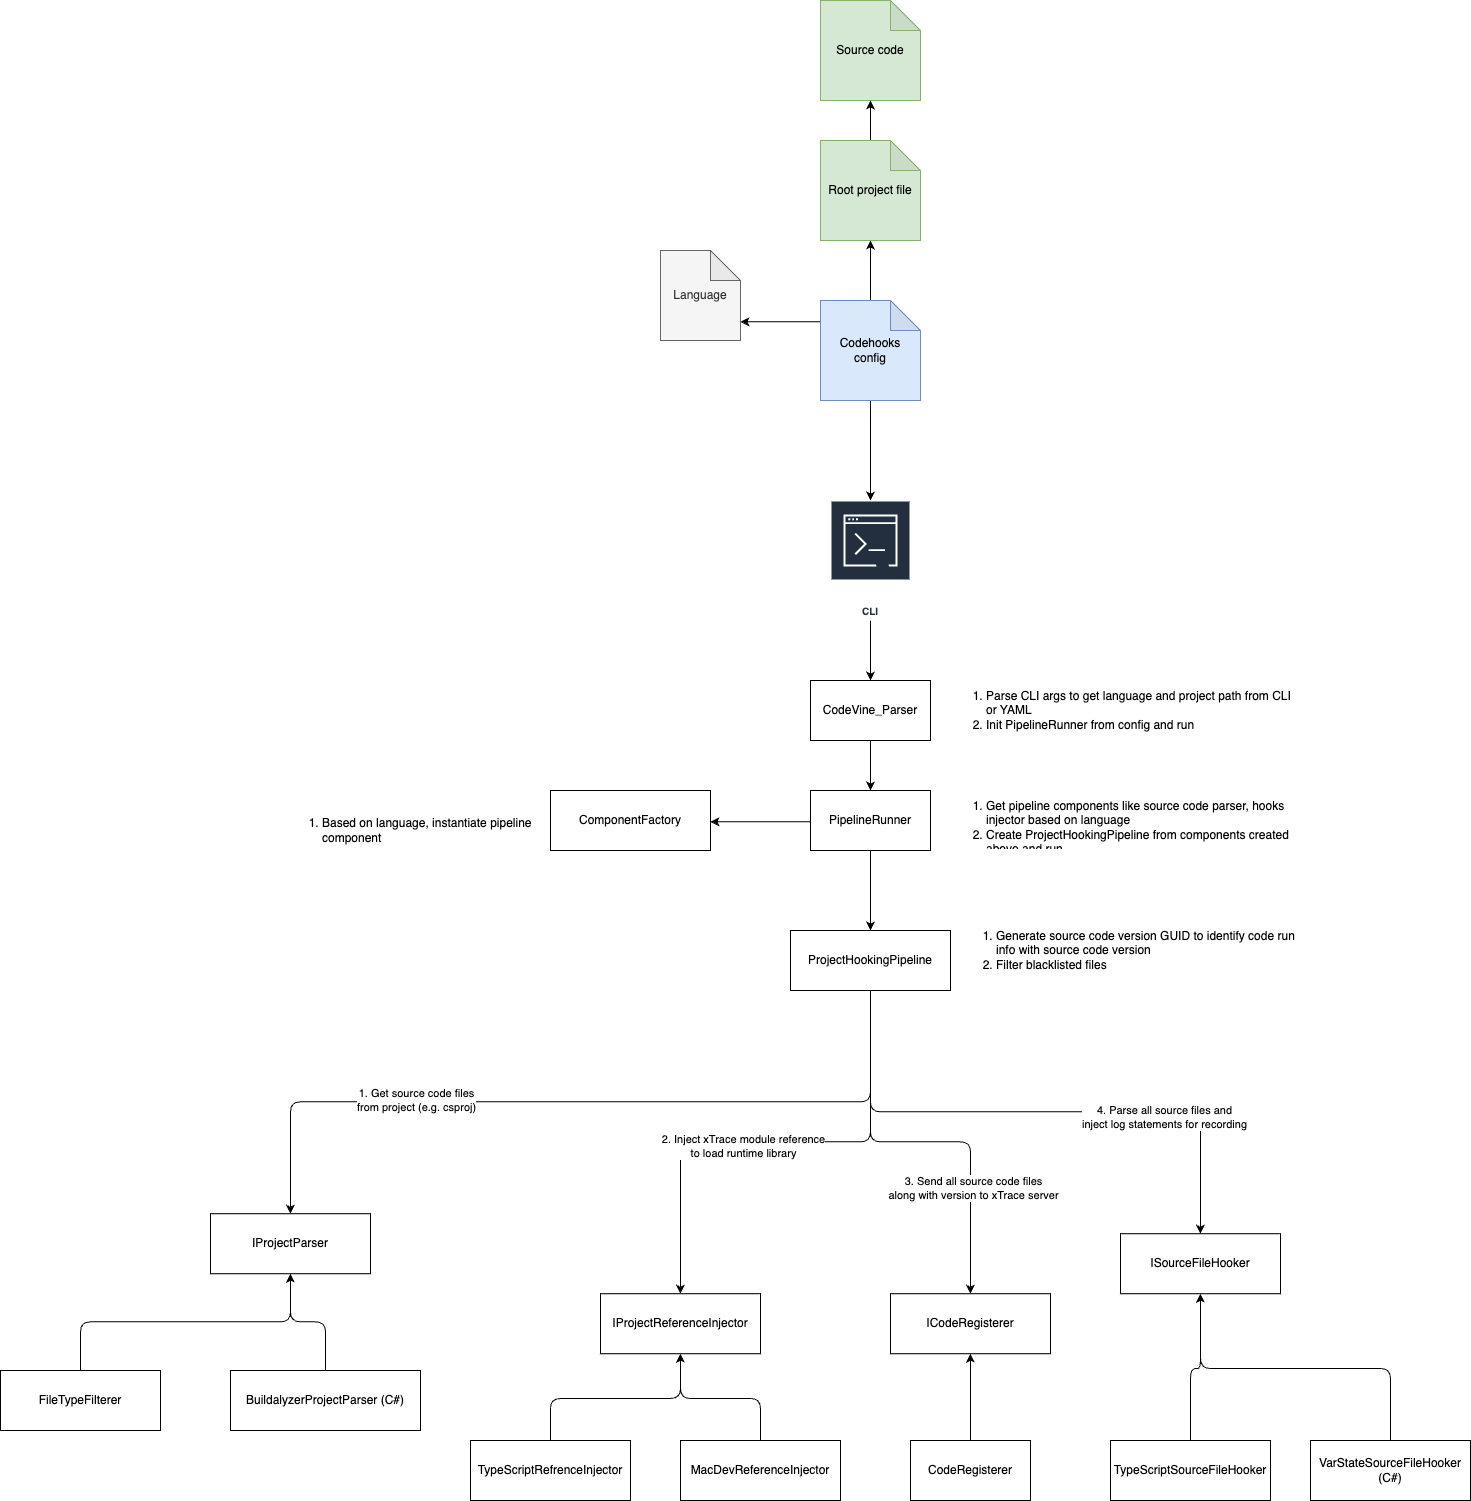 Source code
Root project file
Language
Codehooks
config
CLI
CodeVine_Parser
1. Parse CLI args to get language and project path from CLI
or YAML
2. Init PipelineRunner from config and run
1. Based on language, instantiate pipeline
component
ComponentFactory
PipelineRunner
1. Get pipeline components like source code parser, hooks
injector based on language
2. Create ProjectHookingPipeline from components created
above and run
ProjectHookingPipeline
1. Generate source code version GUID to identify code run
info with source code version
2. Filter blacklisted files
1. Get source code files
from project (e.g. csproj)
2. Inject xTrace module reference
to load runtime library
3. Send all source code files
along with version to xTrace server
4. Parse all source files and
inject log statements for recording
IProjectParser
IProjectReferenceInjector
ICodeRegisterer
ISourceFileHooker
FileTypeFilterer
BuildalyzerProjectParser (C#)
TypeScriptRefrenceInjector
MacDevReferenceInjector
CodeRegisterer
TypeScriptSourceFileHooker
VarStateSourceFileHooker
(C#)